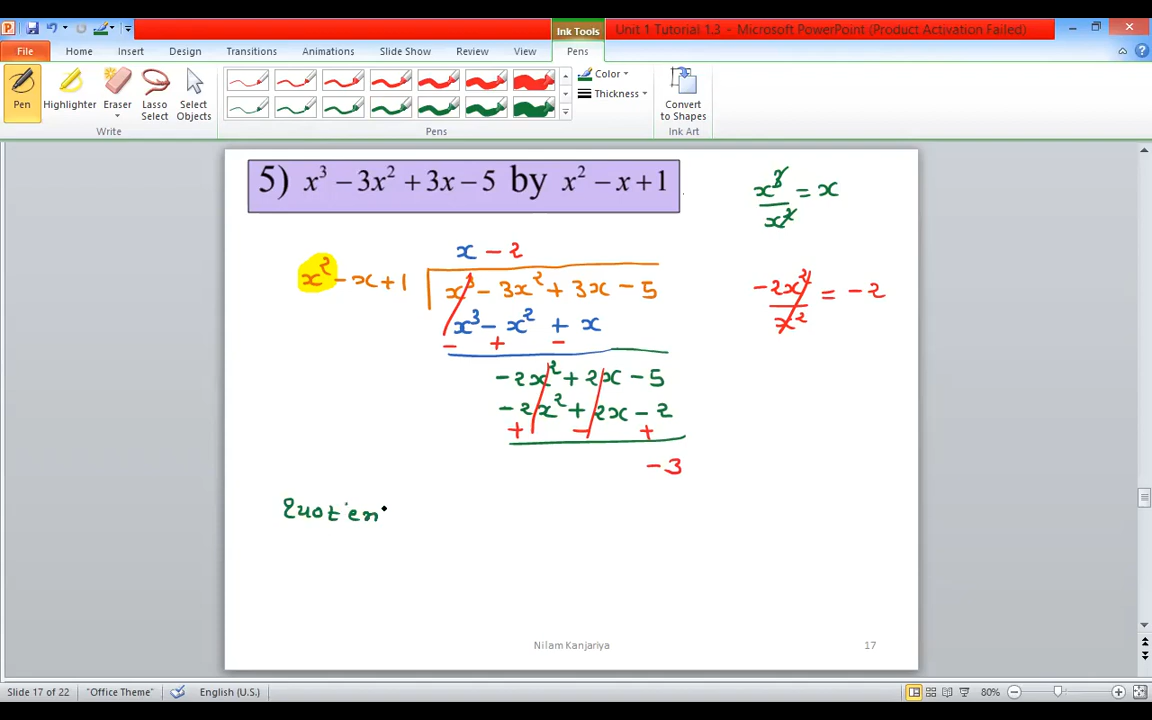 Ink Tools
Unit 1 Tutorial 1.3 - Microsoft PowerPoint (Product Activation Failed)
File Home Insert Design Transitions Animations Slide Show Review View Pens
Pen Highlighter Eraser Lasso Select Select Objects
Color
Thickness
Convert to Shapes
Write Pens Ink Art
5) x³ − 3x² + 3x − 5 by x² − x + 1
x³/x² = x
x − 2
x² − x + 1
x³ − 3x² + 3x − 5
−2x²/x² = −2
x³ − x² + x
− + −
−2x² + 2x − 5
−2x² + 2x − 2
+ − +
−3
Quotien
Nilam Kanjariya 17
Slide 17 of 22 "Office Theme" English (U.S.) 80%